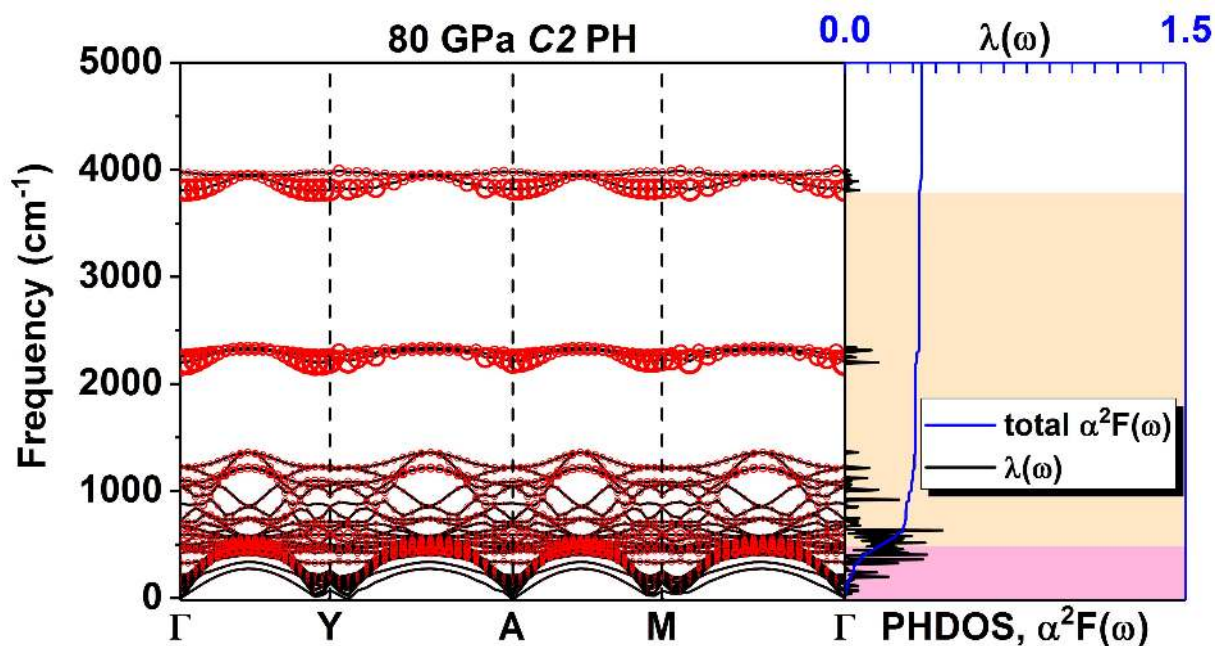 80 GPa C2 PH
0.0 λ(ω) 1.5
5000
4000
3000
2000
1000
0
Frequency (cm⁻¹)
total α²F(ω)
λ(ω)
Γ Y A M Γ
PHDOS, α²F(ω)